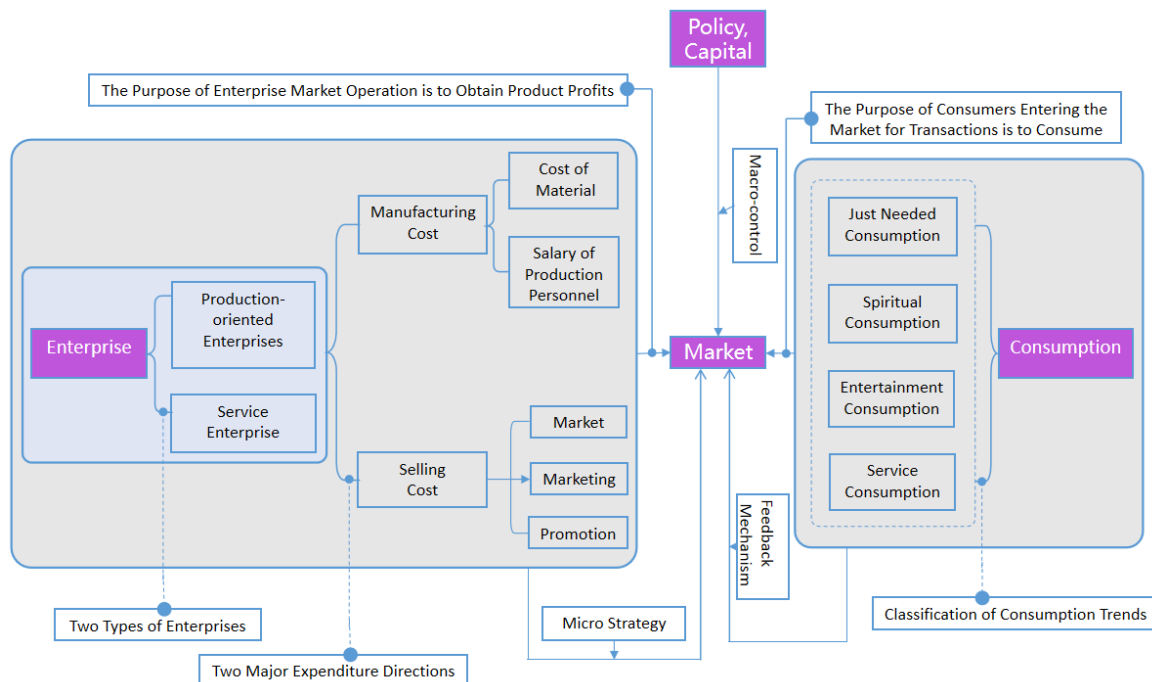 Policy,
Capital
The Purpose of Enterprise Market Operation is to Obtain Product Profits
The Purpose of Consumers Entering the
Market for Transactions is to Consume
Macro-control
Cost of
Material
Manufacturing
Cost
Salary of
Production
Personnel
Just Needed
Consumption
Production-
oriented
Enterprises
Enterprise
Service
Enterprise
Market
Spiritual
Consumption
Consumption
Entertainment
Consumption
Service
Consumption
Selling
Cost
Market
Marketing
Promotion
Feedback
Mechanism
Two Types of Enterprises
Micro Strategy
Classification of Consumption Trends
Two Major Expenditure Directions